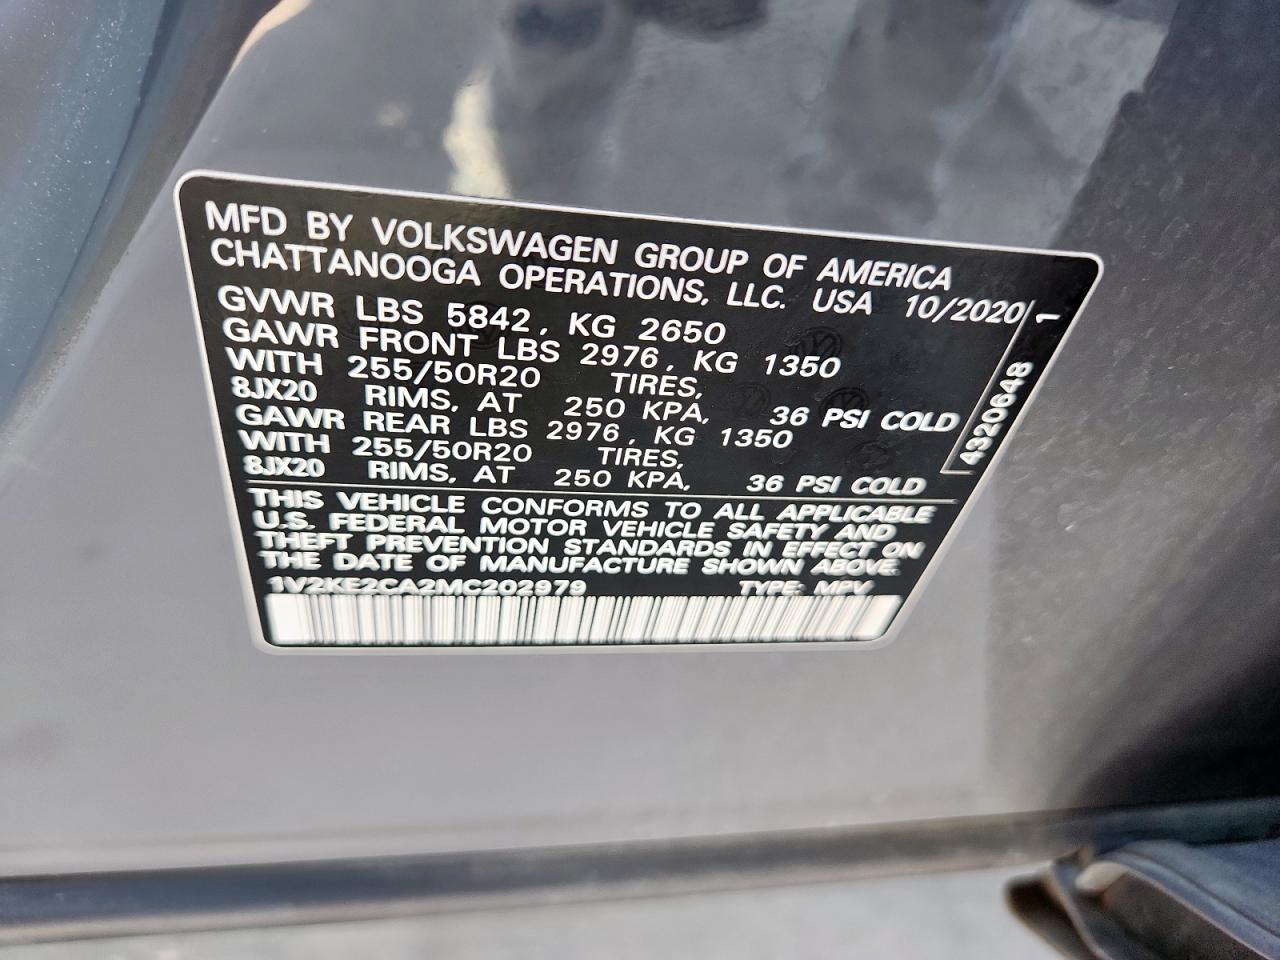 MFD BY VOLKSWAGEN GROUP OF AMERICA
CHATTANOOGA OPERATIONS, LLC. USA 10/2020
GVWR LBS 5842, KG 2650
GAWR FRONT LBS 2976, KG 1350
WITH 255/50R20 TIRES,
8JX20 RIMS, AT 250 KPA, 36 PSI COLD
GAWR REAR LBS 2976, KG 1350
WITH 255/50R20 TIRES,
8JX20 RIMS, AT 250 KPA, 36 PSI COLD
4320648 1
THIS VEHICLE CONFORMS TO ALL APPLICABLE
U.S. FEDERAL MOTOR VEHICLE SAFETY AND
THEFT PREVENTION STANDARDS IN EFFECT ON
THE DATE OF MANUFACTURE SHOWN ABOVE.
1V2KE2CA2MC202979 TYPE: MPV